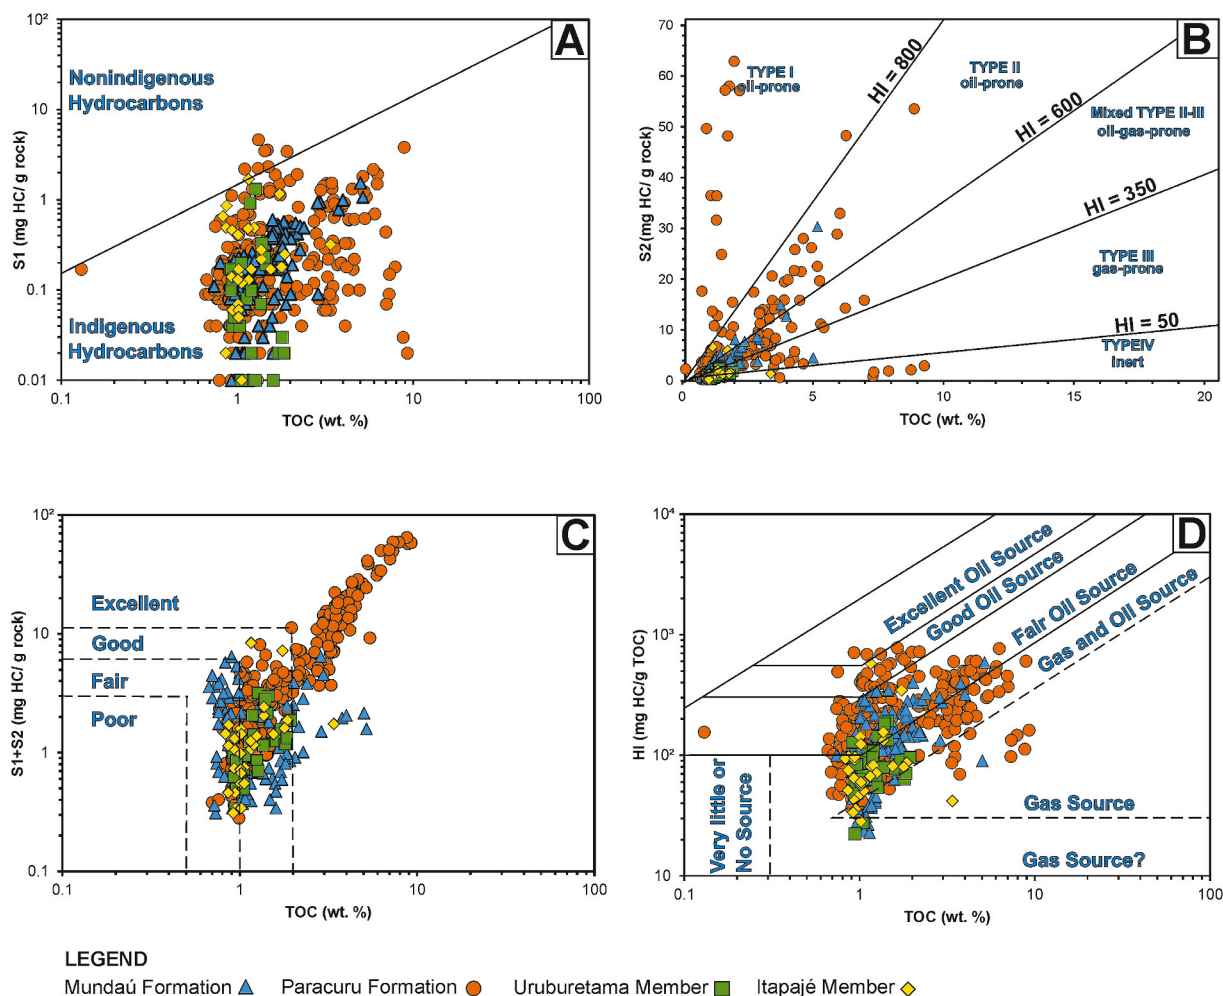 A
10²
10
1
0.1
0.01
S1 (mg HC/ g rock)
Nonindigenous
Hydrocarbons
Indigenous
Hydrocarbons
0.1
1
10
100
TOC (wt. %)
B
70
60
50
40
30
20
10
0
S2 (mg HC/ g rock)
TYPE I
oil-prone
HI = 800
TYPE II
oil-prone
HI = 600
Mixed TYPE II-III
oil-gas-prone
HI = 350
TYPE III
gas-prone
HI = 50
TYPEIV
inert
0
5
10
15
20
TOC (wt. %)
C
10²
10
1
0.1
S1+S2 (mg HC/ g rock)
Excellent
Good
Fair
Poor
0.1
1
10
100
TOC (wt. %)
D
10⁴
10³
10²
10
HI (mg HC/g TOC)
Excellent Oil Source
Good Oil Source
Fair Oil Source
Gas and Oil Source
Very little or
No Source
Gas Source
Gas Source?
0.1
1
10
100
TOC (wt. %)
LEGEND
Mundaú Formation
Paracuru Formation
Uruburetama Member
Itapajé Member